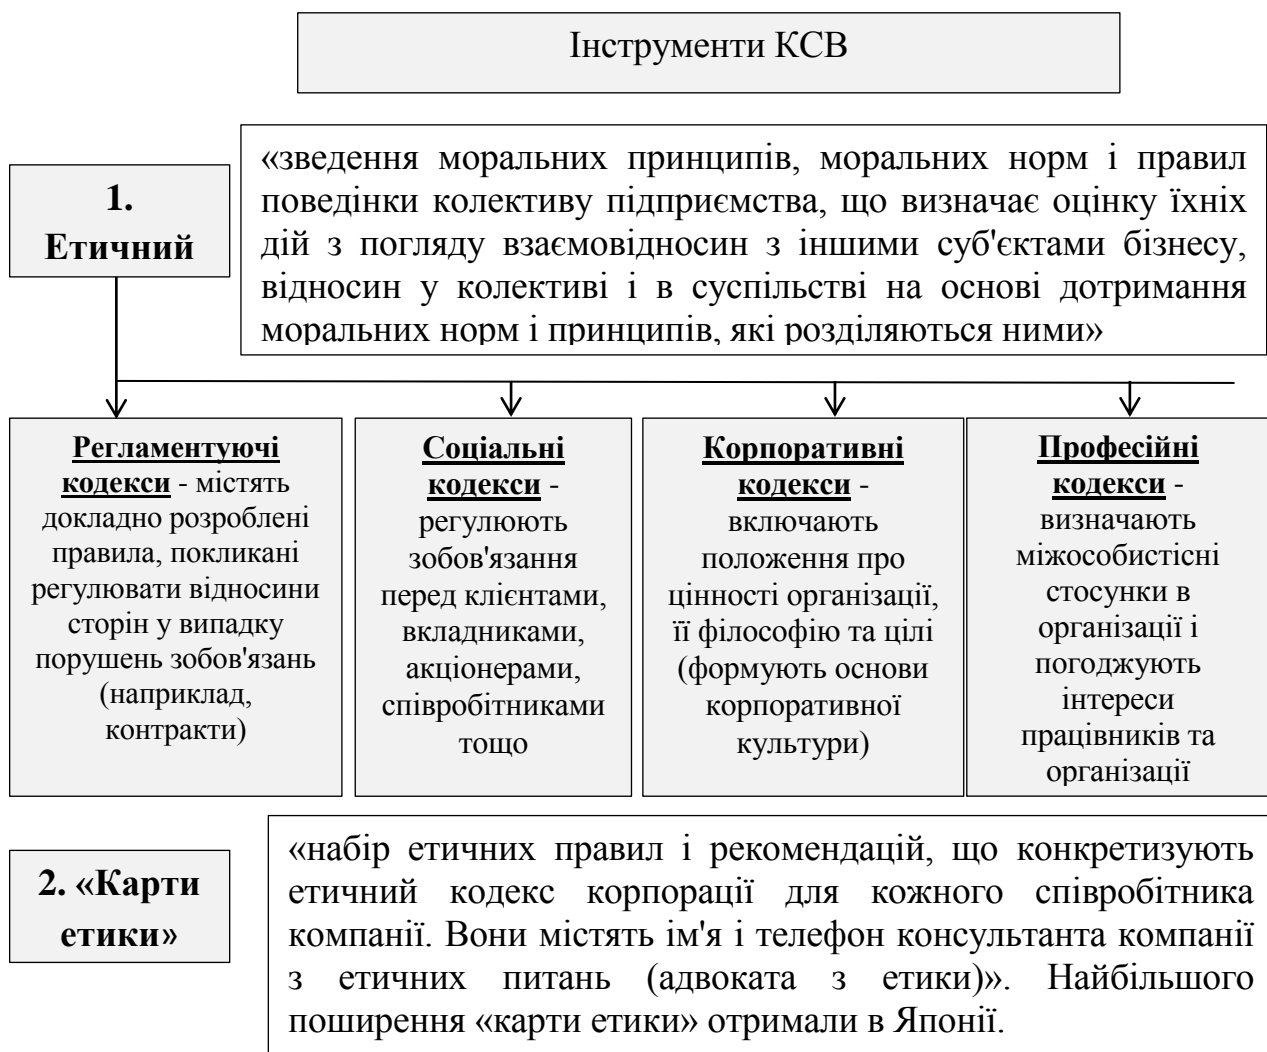 Інструменти КСВ
1.
Етичний
«зведення моральних принципів, моральних норм і правил
поведінки колективу підприємства, що визначає оцінку їхніх
дій з погляду взаємовідносин з іншими суб'єктами бізнесу,
відносин у колективі і в суспільстві на основі дотримання
моральних норм і принципів, які розділяються ними»
Регламентуючі
кодекси - містять
докладно розроблені
правила, покликані
регулювати відносини
сторін у випадку
порушень зобов'язань
(наприклад,
контракти)
Соціальні
кодекси -
регулюють
зобов'язання
перед клієнтами,
вкладниками,
акціонерами,
співробітниками
тощо
Корпоративні
кодекси -
включають
положення про
цінності організації,
її філософію та цілі
(формують основи
корпоративної
культури)
Професійні
кодекси -
визначають
міжособистісні
стосунки в
організації і
погоджують
інтереси
працівників та
організації
2. «Карти
етики»
«набір етичних правил і рекомендацій, що конкретизують
етичний кодекс корпорації для кожного співробітника
компанії. Вони містять ім'я і телефон консультанта компанії
з етичних питань (адвоката з етики)». Найбільшого
поширення «карти етики» отримали в Японії.